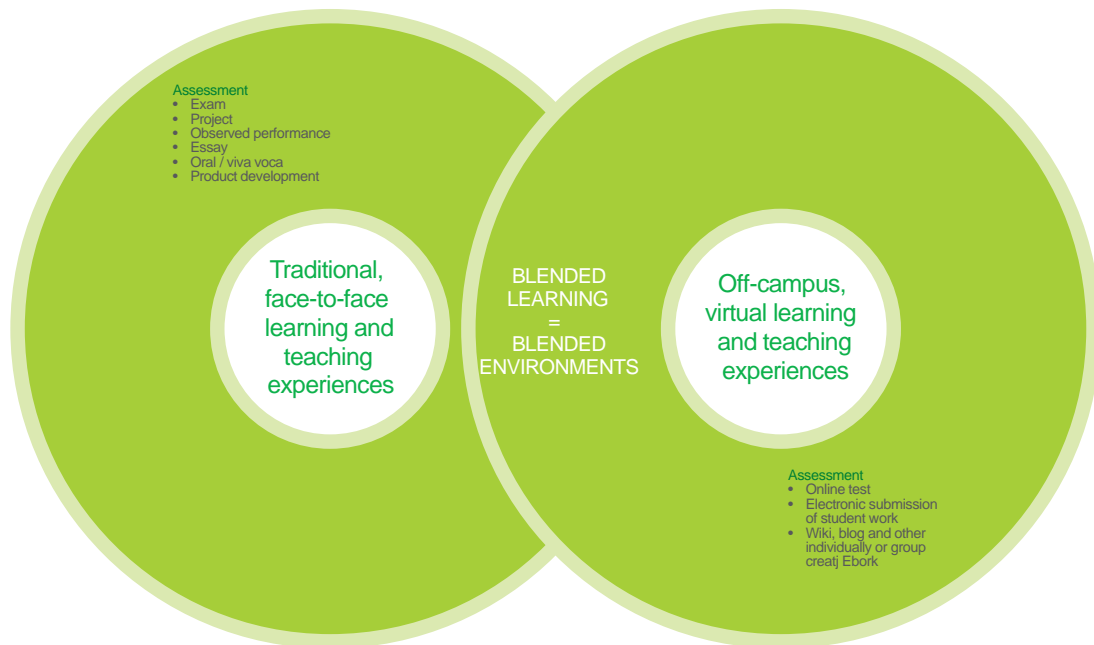 Assessment
• Exam
• Project
• Observed performance
• Essay
• Oral / viva voca
• Product development
Traditional,
face-to-face
learning and
teaching
experiences
BLENDED
LEARNING
=
BLENDED
ENVIRONMENTS
Off-campus,
virtual learning
and teaching
experiences
Assessment
• Online test
• Electronic submission
of student work
• Wiki, blog and other
individually or group
creatj Ebork